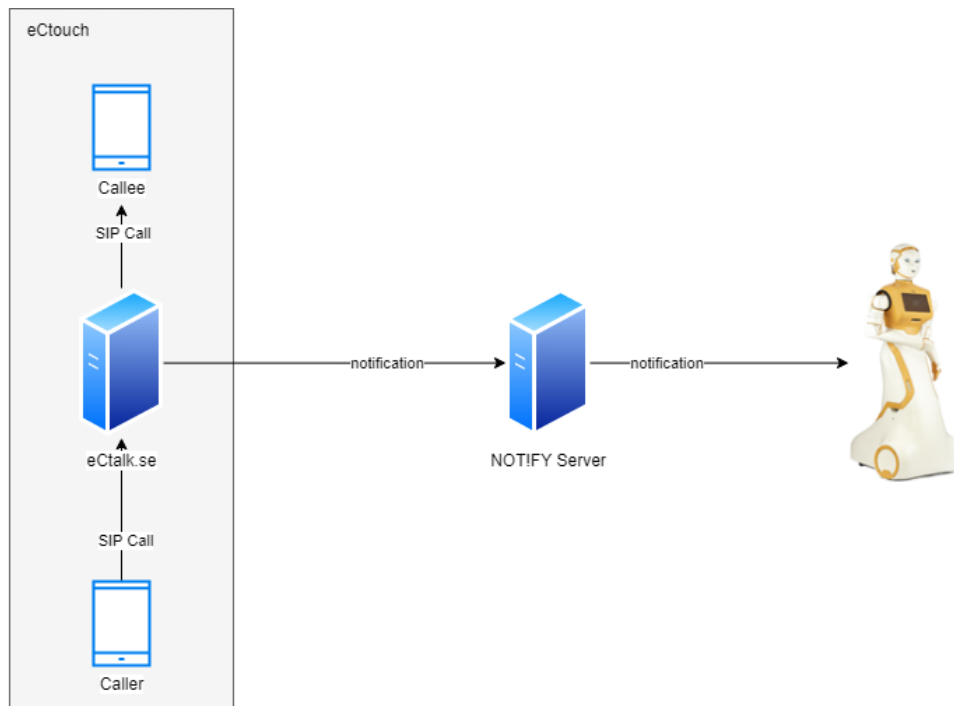 eCtouch
Callee
SIP Call
notification
notification
eCtalk.se
NOT!FY Server
SIP Call
Caller